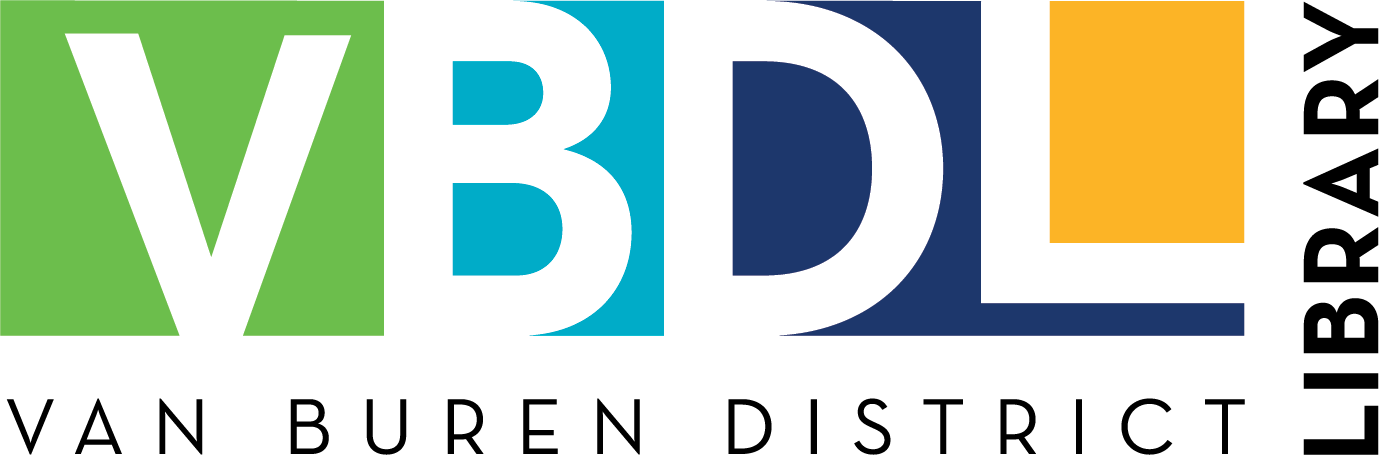 VBDL
VAN BUREN DISTRICT
LIBRARY